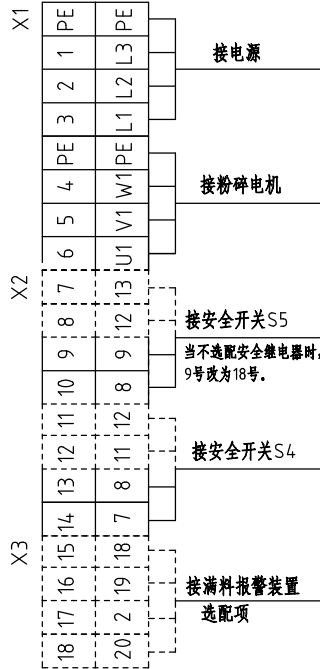 X1
PE PE
1 L3
2 L2
3 L1
接电源
PE PE
4 W1
5 V1
6 U1
接粉碎电机
X2
7 13
8 12
9 9
10 8
接安全开关S5
当不选配安全继电器时，
9号改为18号.
11 12
12 11
13 8
14 7
接安全开关S4
X3
15 18
16 19
17 2
18 20
接满料报警装置
选配项